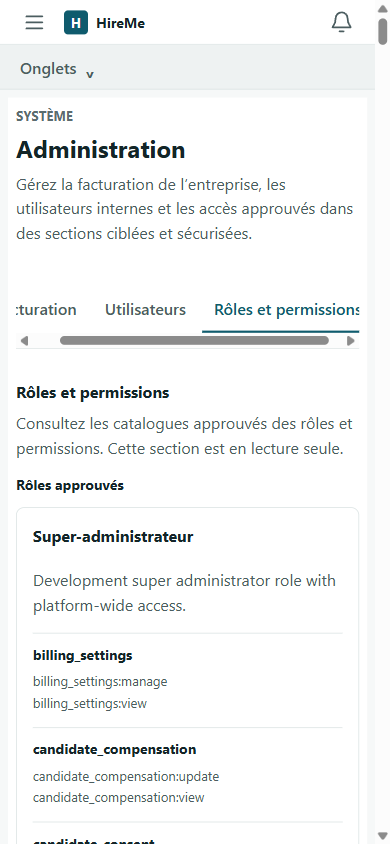 H HireMe
Onglets v
SYSTÈME
Administration
Gérez la facturation de l’entreprise, les
utilisateurs internes et les accès approuvés dans
des sections ciblées et sécurisées.
turation Utilisateurs Rôles et permissions
Rôles et permissions
Consultez les catalogues approuvés des rôles et
permissions. Cette section est en lecture seule.
Rôles approuvés
Super-administrateur
Development super administrator role with
platform-wide access.
billing_settings
billing_settings:manage
billing_settings:view
candidate_compensation
candidate_compensation:update
candidate_compensation:view
candidate_consent